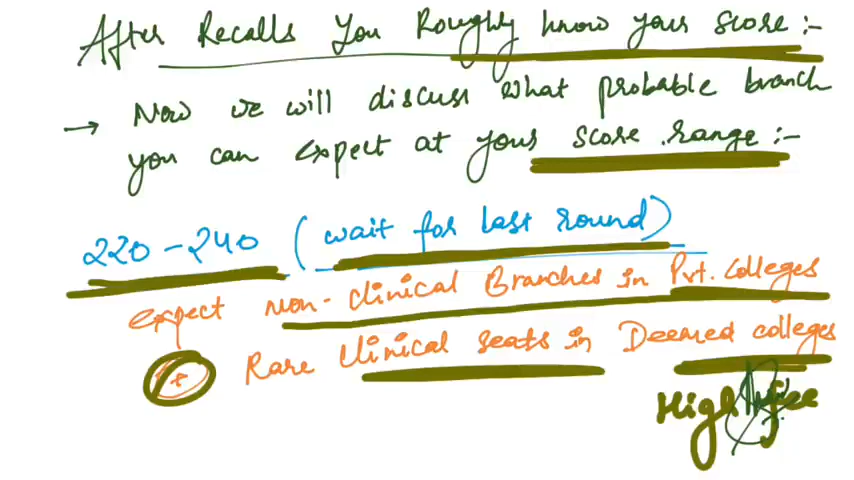 After Recalls You Roughly know your score :-
→ Now we will discuss what probable branch
you can expect at your score range :-
220 - 240 (wait for last round)
expect Non-clinical Branches in Pvt. Colleges
+ Rare Clinical seats in Deemed colleges
High fee